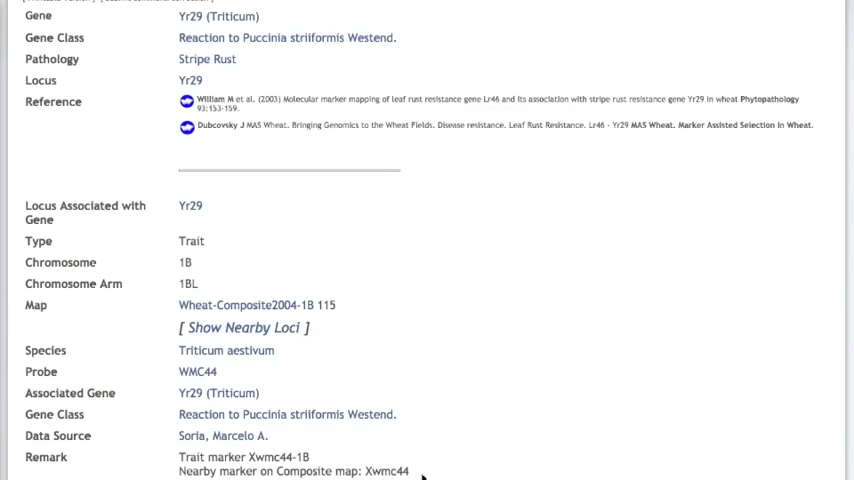 Gene Yr29 (Triticum)
Gene Class Reaction to Puccinia striiformis Westend.
Pathology Stripe Rust
Locus Yr29
Reference William M et al. (2003) Molecular marker mapping of leaf rust resistance gene Lr46 and its association with stripe rust resistance gene Yr29 in wheat Phytopathology
93:153-159.
Dubcovsky J MAS Wheat. Bringing Genomics to the Wheat Fields. Disease resistance. Leaf Rust Resistance. Lr46 - Yr29 MAS Wheat. Marker Assisted Selection in Wheat.
Locus Associated with Yr29
Gene
Type Trait
Chromosome 1B
Chromosome Arm 1BL
Map Wheat-Composite2004-1B 115
[ Show Nearby Loci ]
Species Triticum aestivum
Probe WMC44
Associated Gene Yr29 (Triticum)
Gene Class Reaction to Puccinia striiformis Westend.
Data Source Soria, Marcelo A.
Remark Trait marker Xwmc44-1B
Nearby marker on Composite map: Xwmc44